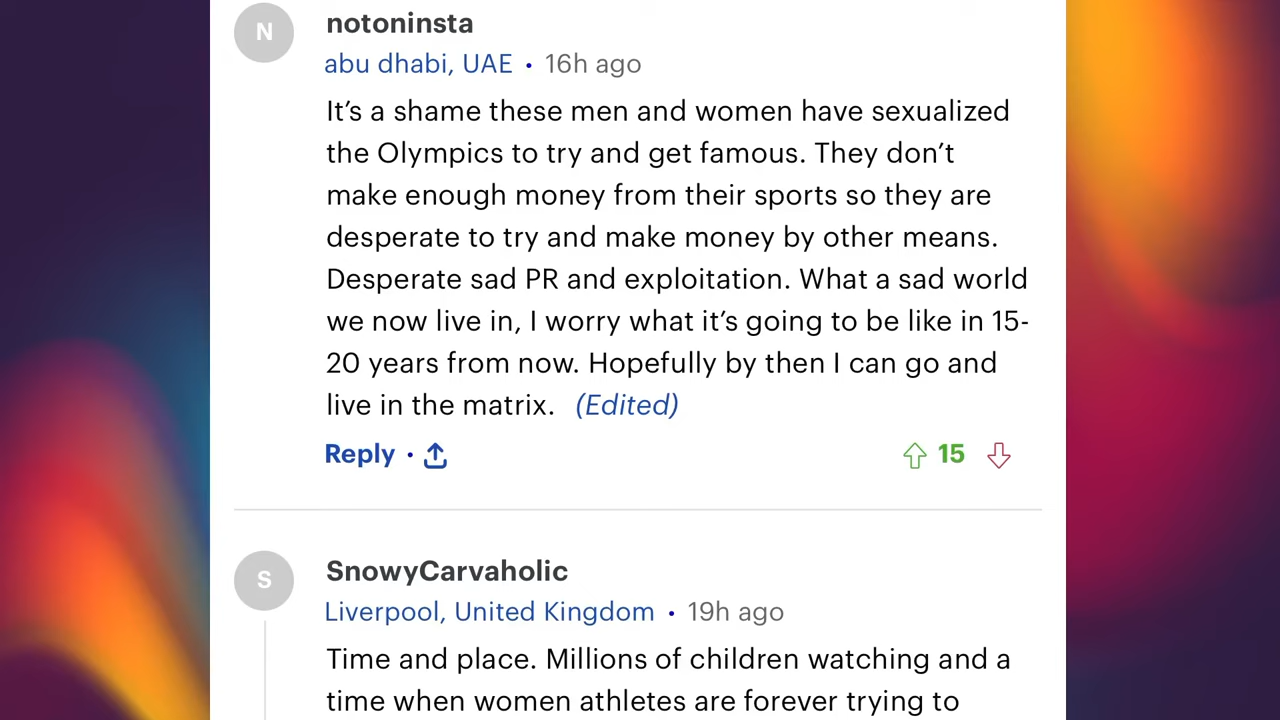 N
notoninsta
abu dhabi, UAE • 16h ago
It’s a shame these men and women have sexualized
the Olympics to try and get famous. They don’t
make enough money from their sports so they are
desperate to try and make money by other means.
Desperate sad PR and exploitation. What a sad world
we now live in, I worry what it’s going to be like in 15-
20 years from now. Hopefully by then I can go and
live in the matrix. (Edited)
Reply • 15
S
SnowyCarvaholic
Liverpool, United Kingdom • 19h ago
Time and place. Millions of children watching and a
time when women athletes are forever trying to